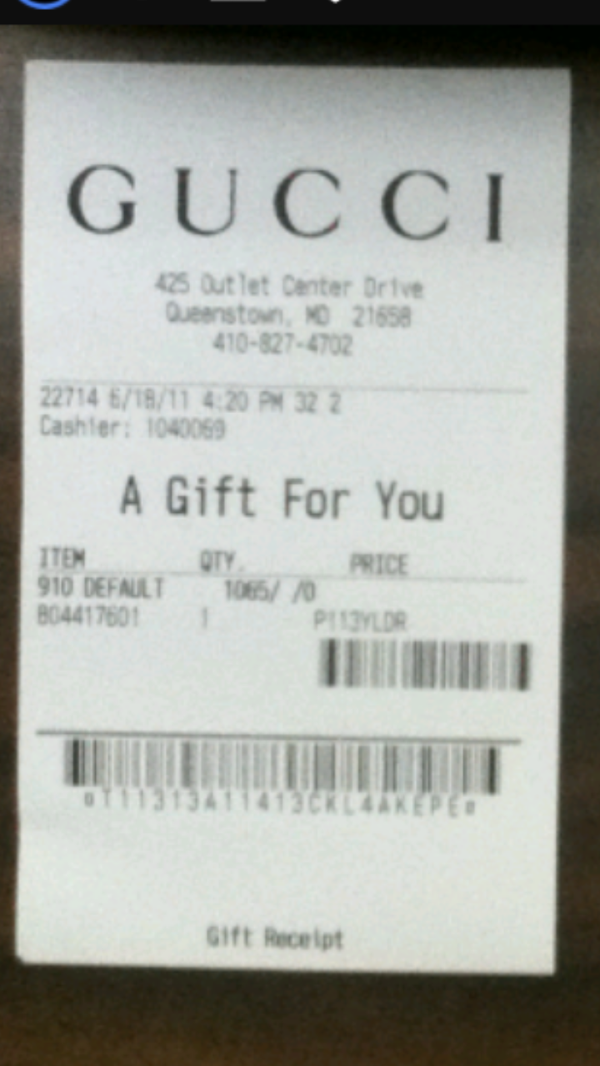 GUCCI
425 Outlet Center Drive
Queenstown, MD 21658
410-827-4702
22714 6/18/11 4:20 PM 32 2
Cashier: 1040069
A Gift For You
ITEM QTY. PRICE
910 DEFAULT 1065/ /0
804417601 1 P113YLDR
T11313A11413CKL4AKEPE
Gift Receipt